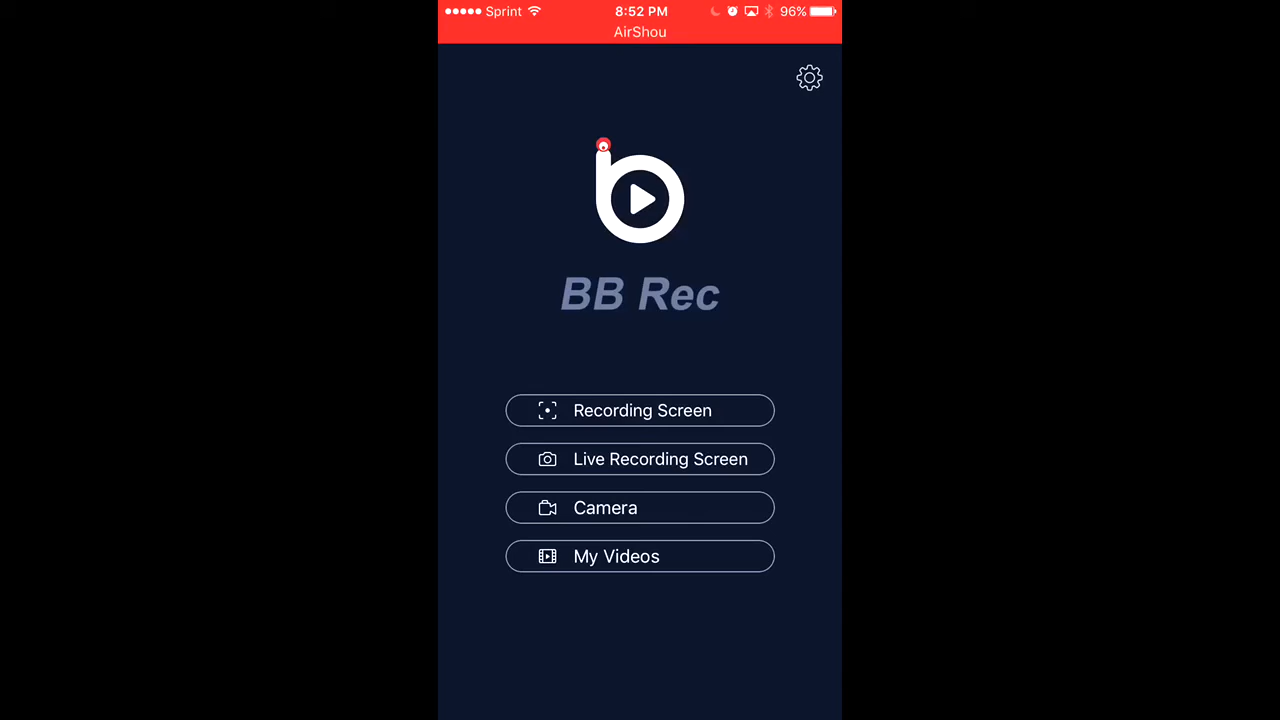 Sprint 8:52 PM 96%
AirShou
BB Rec
Recording Screen
Live Recording Screen
Camera
My Videos